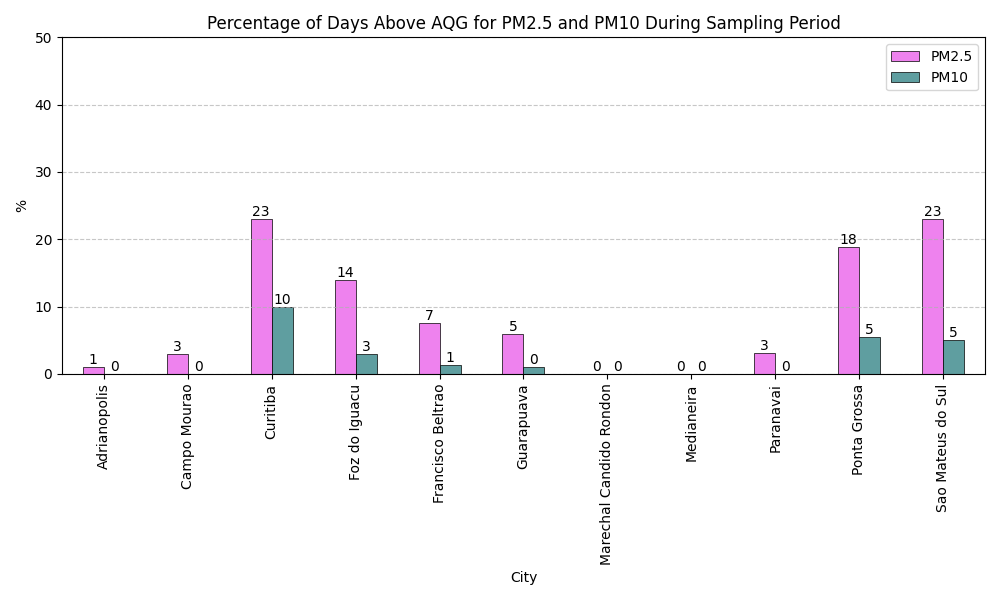 Percentage of Days Above AQG for PM2.5 and PM10 During Sampling Period
PM2.5
PM10
50
40
30
20
10
0
%
1 0
3 0
23 10
14 3
7 1
5 0
0 0
0 0
3 0
18 5
23 5
Adrianopolis
Campo Mourao
Curitiba
Foz do Iguacu
Francisco Beltrao
Guarapuava
Marechal Candido Rondon
Medianeira
Paranavai
Ponta Grossa
Sao Mateus do Sul
City